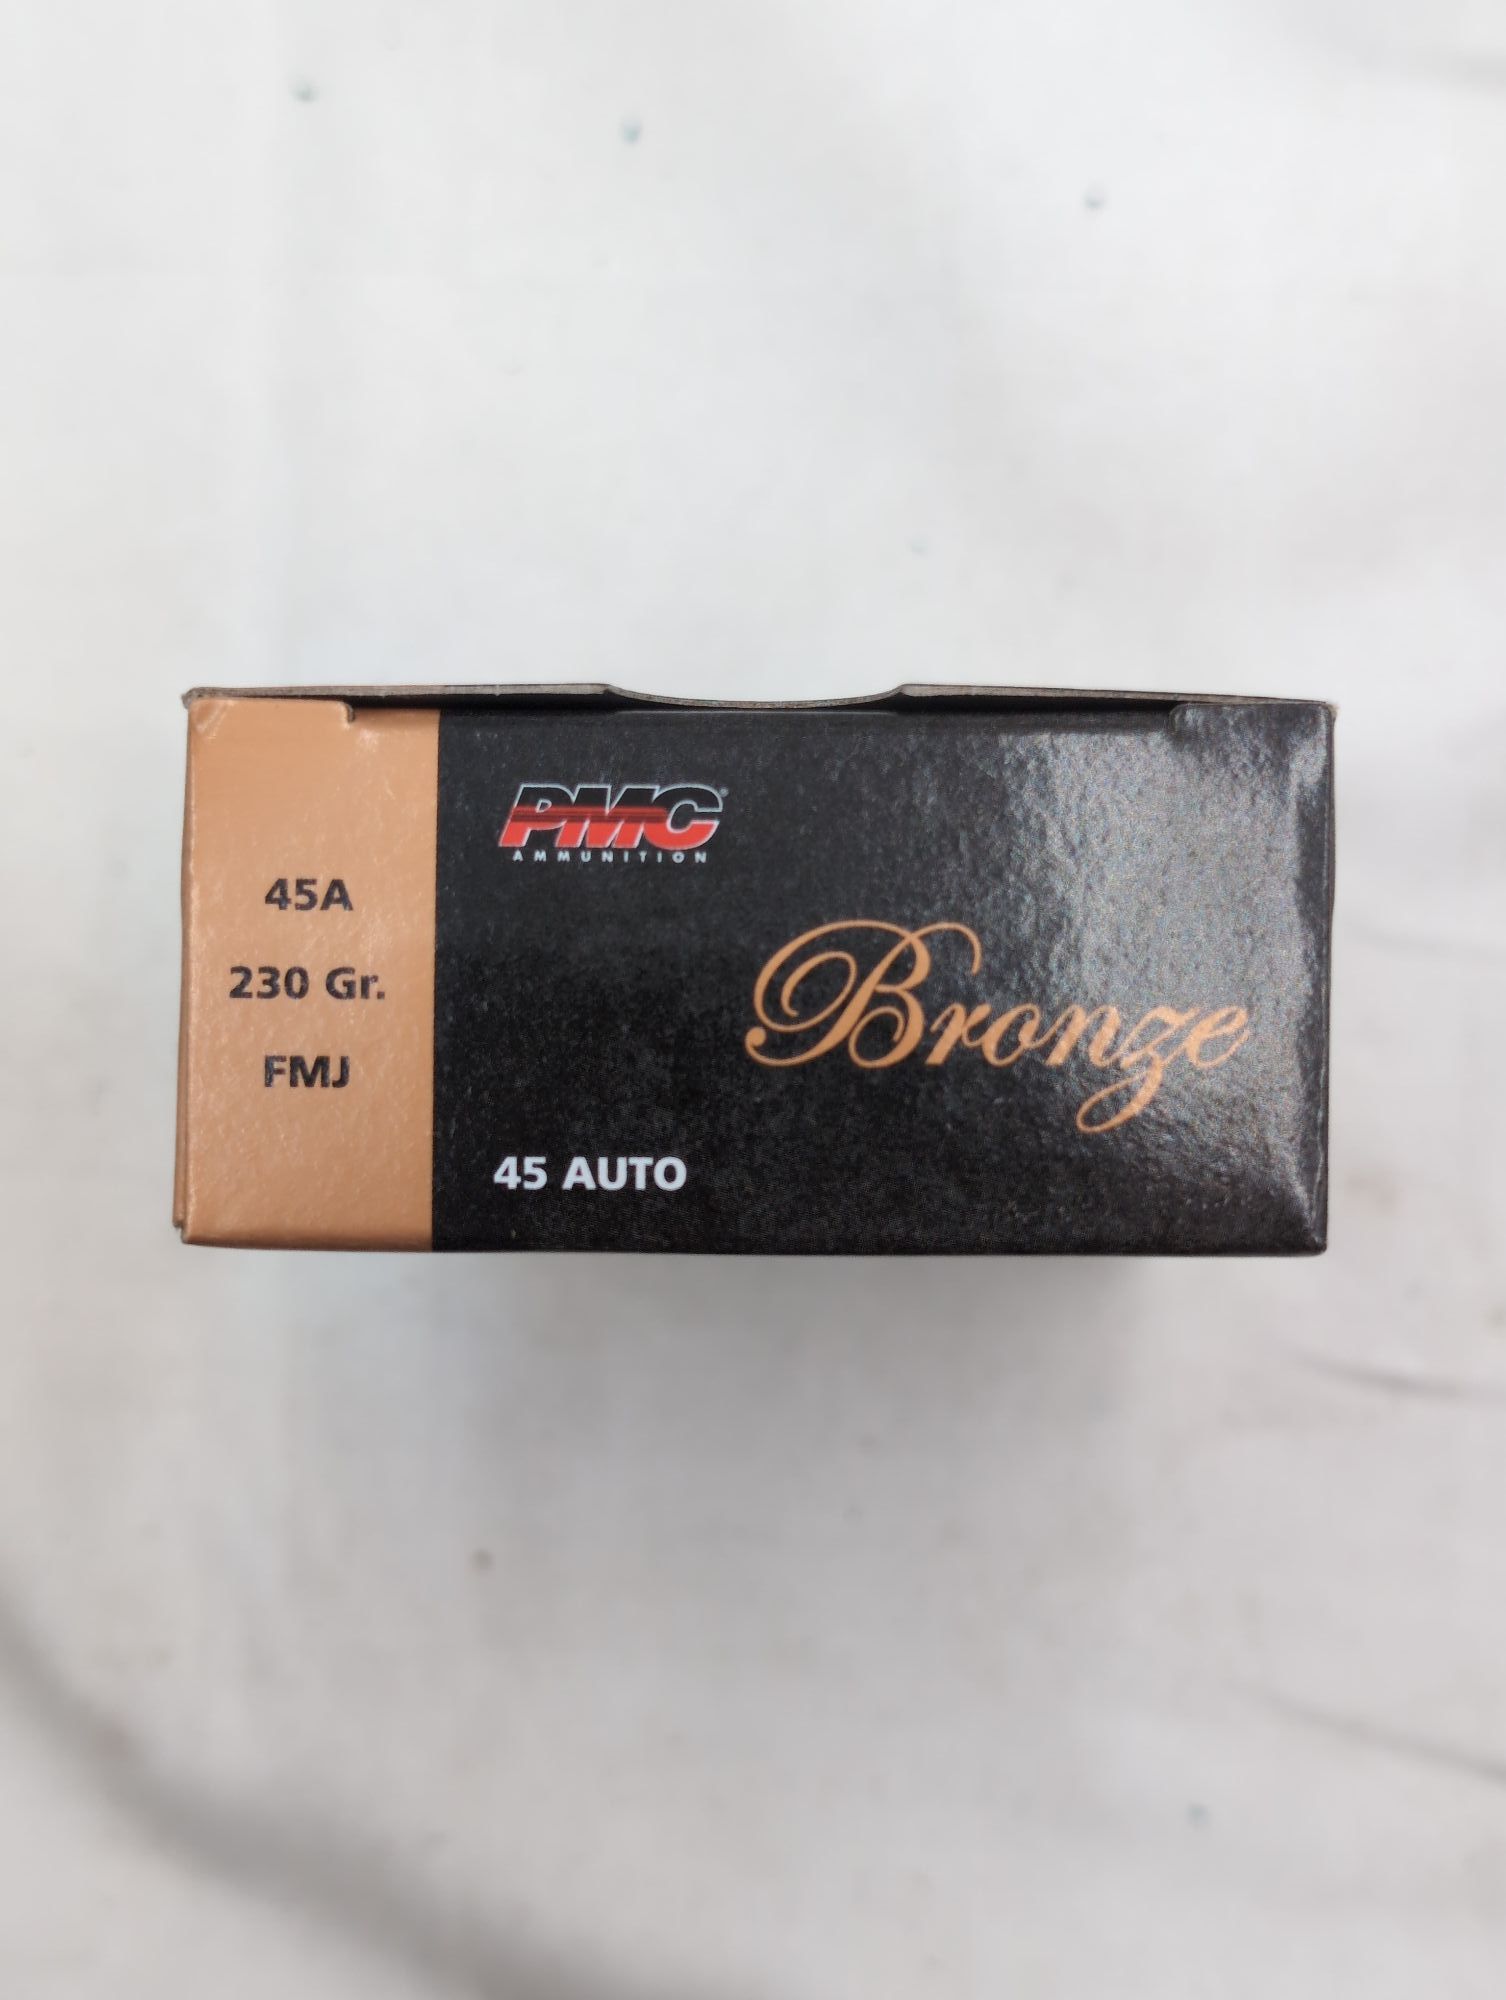 45A
230 Gr.
FMJ
PMC®
AMMUNITION
Bronze
45 AUTO